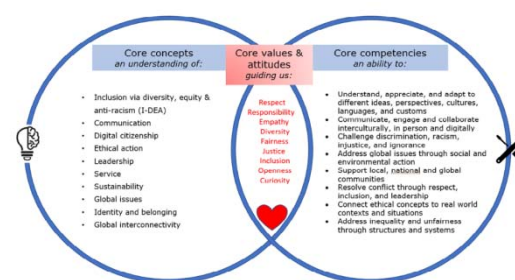 Core concepts
an understanding of:
• Inclusion via diversity, equity &
anti-racism (I-DEA)
• Communication
• Digital citizenship
• Ethical action
• Leadership
• Service
• Sustainability
• Global issues
• Identity and belonging
• Global interconnectivity
Core values &
attitudes
guiding us:
Respect
Responsibility
Empathy
Diversity
Fairness
Justice
Inclusion
Openness
Curiosity
Core competencies
an ability to:
• Understand, appreciate, and adapt to
different ideas, perspectives, cultures,
languages, and customs
• Communicate, engage and collaborate
interculturally, in person and digitally
• Challenge discrimination, racism,
injustice, and ignorance
• Address global issues through social and
environmental action
• Support local, national and global
communities
• Resolve conflict through respect,
inclusion, and leadership
• Connect ethical concepts to real world
contexts and situations
• Address inequality and unfairness
through structures and systems